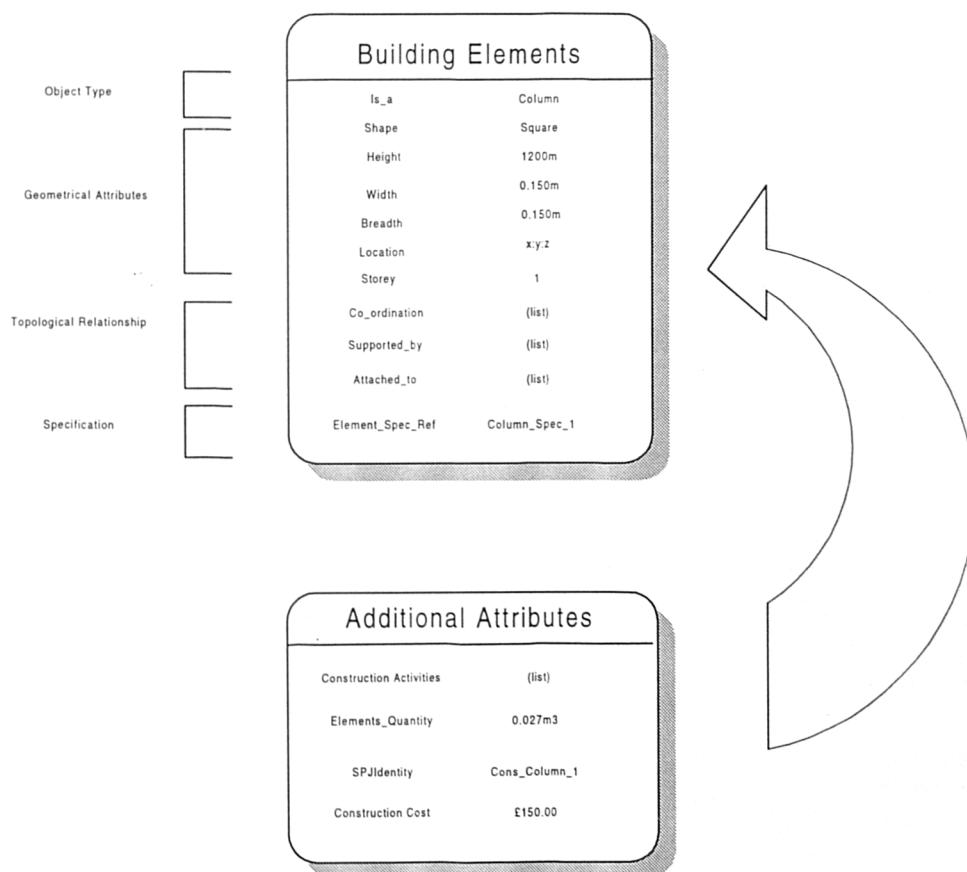 Building Elements
Object Type
Is_a Column
Shape Square
Height 1200m
Geometrical Attributes
Width 0.150m
Breadth 0.150m
Location x:y:z
Storey 1
Topological Relationship
Co_ordination (list)
Supported_by (list)
Attached_to (list)
Specification
Element_Spec_Ref Column_Spec_1
Additional Attributes
Construction Activities (list)
Elements_Quantity 0.027m3
SPJIdentity Cons_Column_1
Construction Cost £150.00